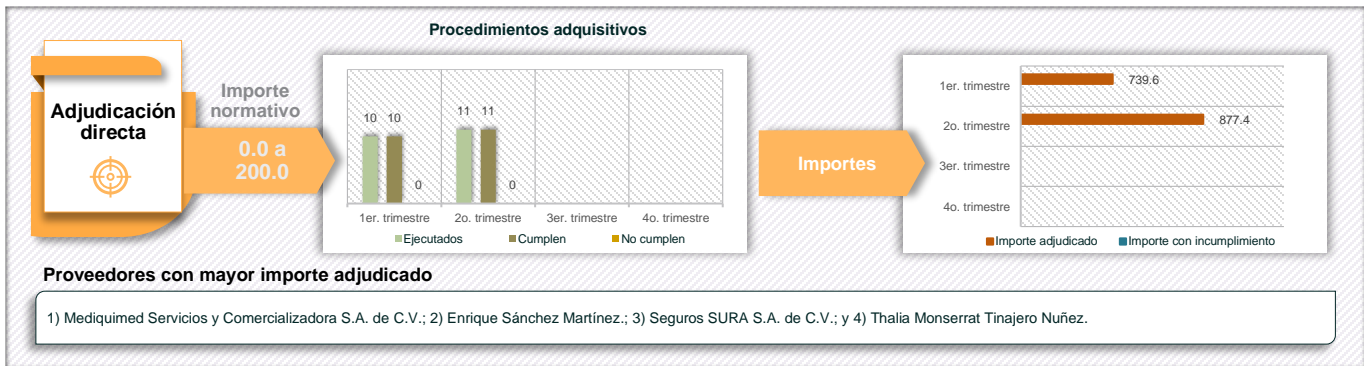 Procedimientos adquisitivos
Adjudicación
directa
Importe
normativo
0.0 a
200.0
10 10
0
11 11
0
1er. trimestre 2o. trimestre 3er. trimestre 4o. trimestre
Ejecutados Cumplen No cumplen
Importes
1er. trimestre 739.6
2o. trimestre 877.4
3er. trimestre
4o. trimestre
Importe adjudicado Importe con incumplimiento
Proveedores con mayor importe adjudicado
1) Mediquimed Servicios y Comercializadora S.A. de C.V.; 2) Enrique Sánchez Martínez.; 3) Seguros SURA S.A. de C.V.; y 4) Thalia Monserrat Tinajero Nuñez.